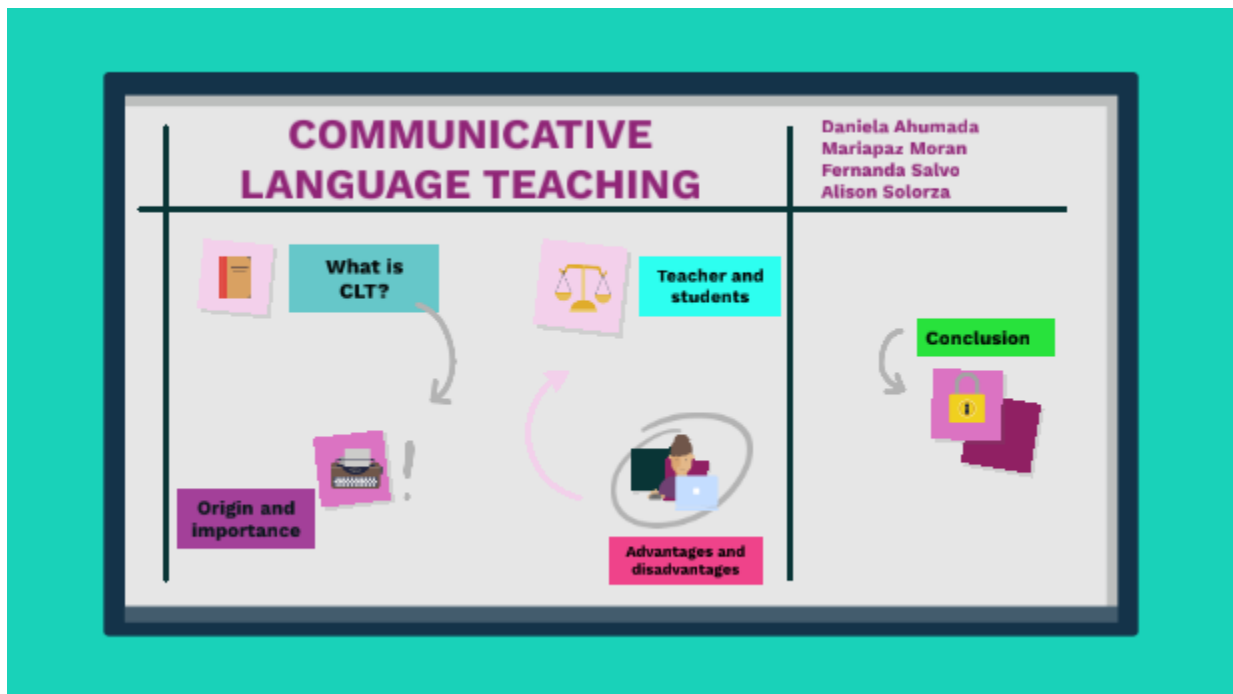 COMMUNICATIVE
LANGUAGE TEACHING
Daniela Ahumada
Mariapaz Moran
Fernanda Salvo
Alison Solorza
What is
CLT?
Teacher and
students
Conclusion
Origin and
importance
!
Advantages and
disadvantages